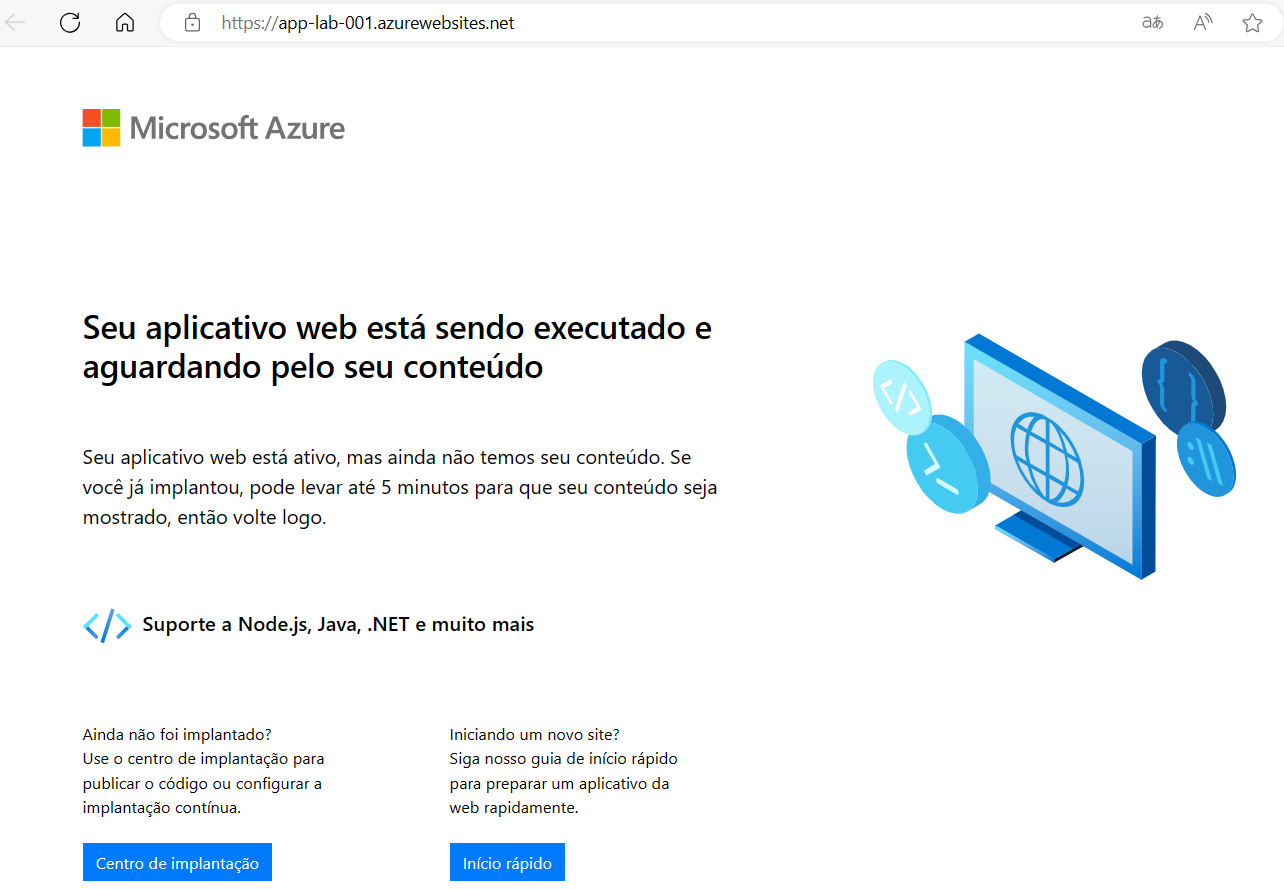 https://app-lab-001.azurewebsites.net
aあ
A
Microsoft Azure
Seu aplicativo web está sendo executado e
aguardando pelo seu conteúdo
Seu aplicativo web está ativo, mas ainda não temos seu conteúdo. Se
você já implantou, pode levar até 5 minutos para que seu conteúdo seja
mostrado, então volte logo.
</> Suporte a Node.js, Java, .NET e muito mais
Ainda não foi implantado?
Use o centro de implantação para
publicar o código ou configurar a
implantação contínua.
Centro de implantação
Iniciando um novo site?
Siga nosso guia de início rápido
para preparar um aplicativo da
web rapidamente.
Início rápido